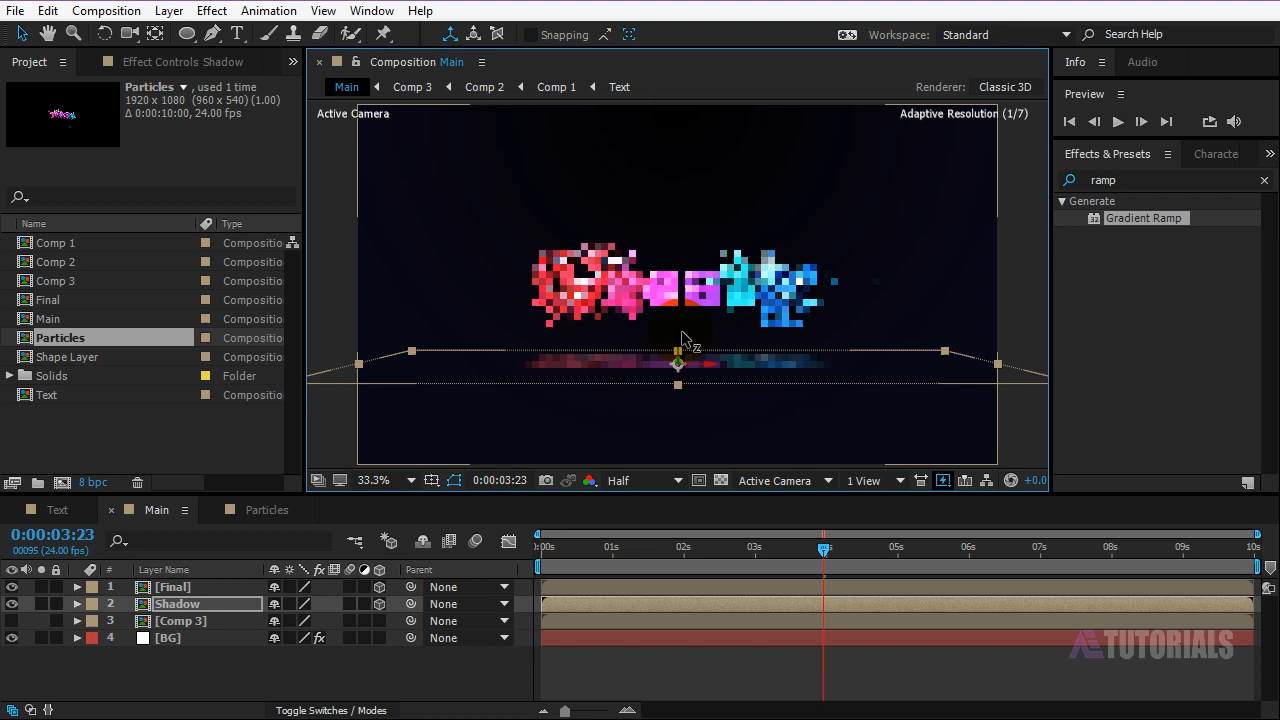 File Edit Composition Layer Effect Animation View Window Help
Snapping
Workspace: Standard
Search Help
Project
Effect Controls Shadow
Particles , used 1 time
1920 x 1080 (960 x 540) (1.00)
Δ 0:00:10:00, 24.00 fps
Name Type
Comp 1 Compositio
Comp 2 Compositio
Comp 3 Compositio
Final Compositio
Main Compositio
Particles Compositio
Shape Layer Compositio
Solids Folder
Text Compositio
8 bpc
Composition Main
Main Comp 3 Comp 2 Comp 1 Text
Renderer: Classic 3D
Active Camera
Adaptive Resolution (1/7)
33.3% 0:00:03:23 Half Active Camera 1 View +0.0
Info Audio
Preview
Effects & Presets Characte
ramp
Generate
32 Gradient Ramp
Text Main Particles
0:00:03:23
00095 (24.00 fps)
# Layer Name Parent
1 [Final] None
2 Shadow None
3 [Comp 3] None
4 [BG] None
:00s 01s 02s 03s 05s 06s 07s 08s 09s 10s
Toggle Switches / Modes
AETUTORIALS